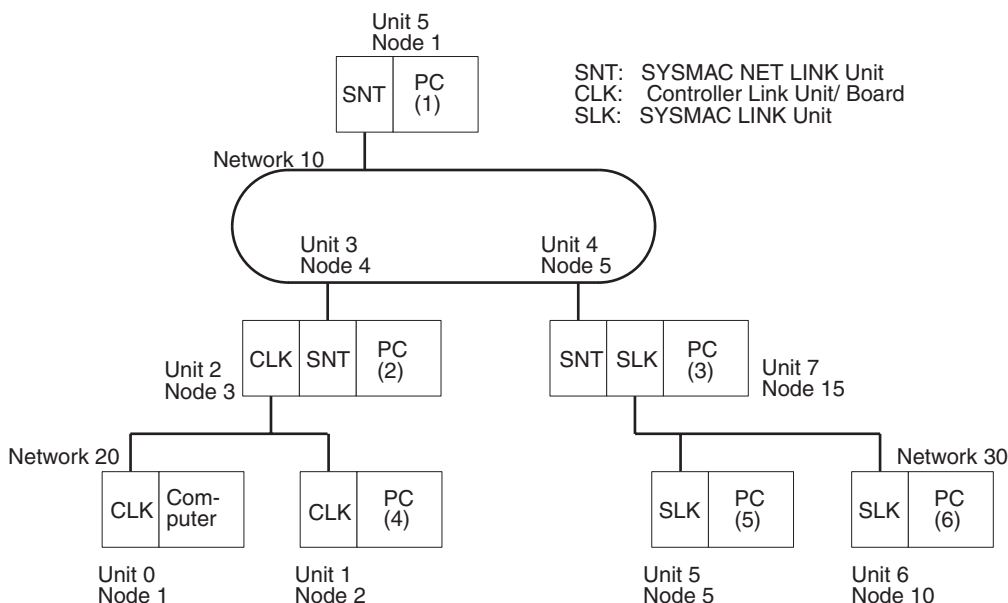 Unit 5
Node 1
SNT
PC
(1)
SNT: SYSMAC NET LINK Unit
CLK: Controller Link Unit/ Board
SLK: SYSMAC LINK Unit
Network 10
Unit 3
Node 4
Unit 4
Node 5
CLK
SNT
PC
(2)
Unit 2
Node 3
SNT
SLK
PC
(3)
Unit 7
Node 15
Network 20
CLK
Com-
puter
Unit 0
Node 1
CLK
PC
(4)
Unit 1
Node 2
SLK
PC
(5)
Unit 5
Node 5
Network 30
SLK
PC
(6)
Unit 6
Node 10